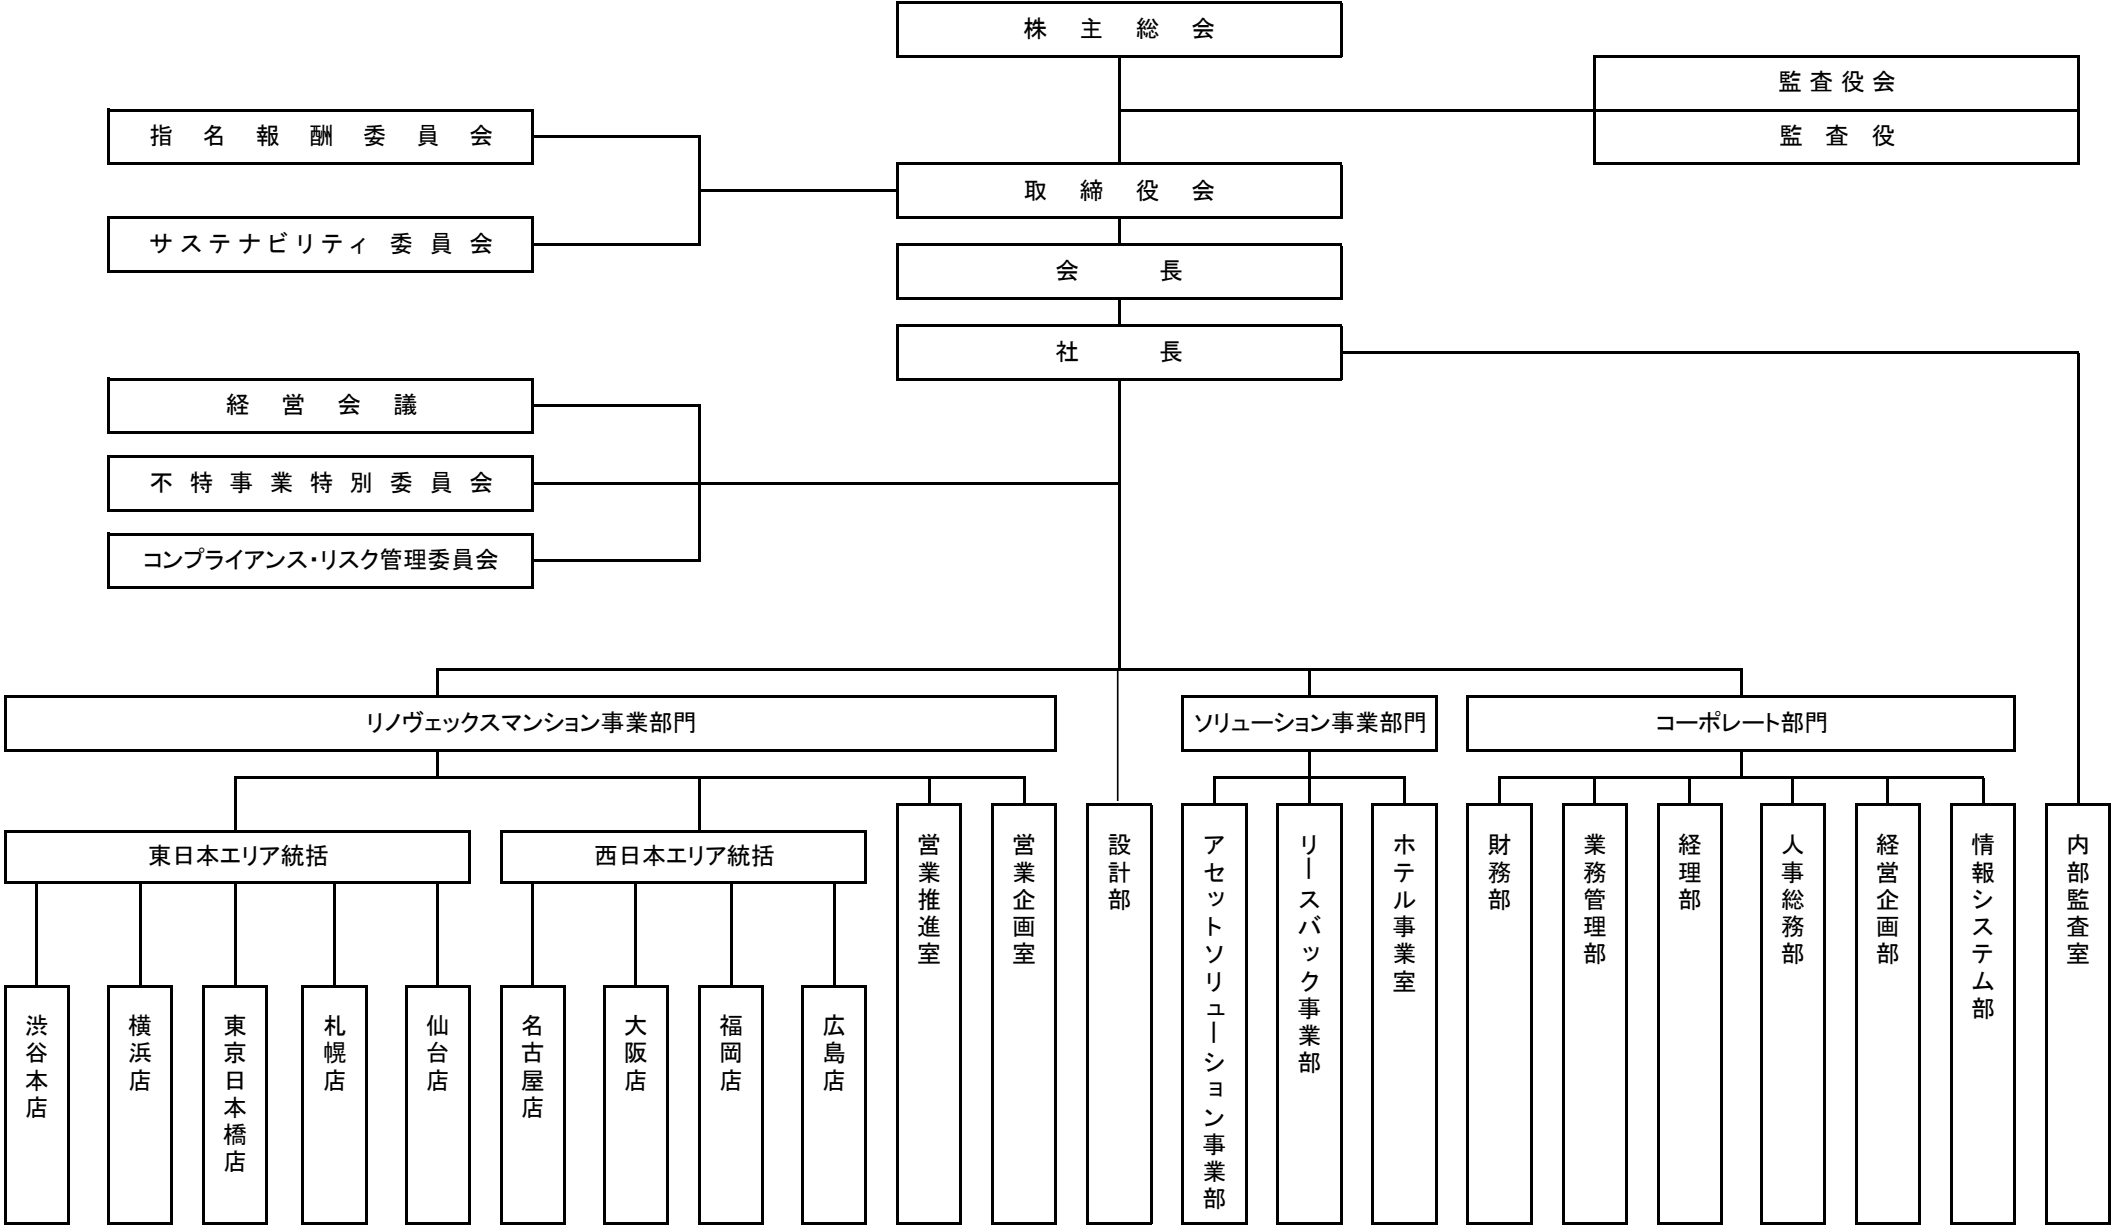 株主総会
監査役会
監査役
指名報酬委員会
取締役会
サステナビリティ委員会
会長
社長
経営会議
不特事業特別委員会
コンプライアンス・リスク管理委員会
リノヴェックスマンション事業部門
ソリューション事業部門
コーポレート部門
東日本エリア統括
西日本エリア統括
営業推進室
営業企画室
設計部
アセットソリューション事業部
リースバック事業部
ホテル事業室
財務部
業務管理部
経理部
人事総務部
経営企画部
情報システム部
内部監査室
渋谷本店
横浜店
東京日本橋店
札幌店
仙台店
名古屋店
大阪店
福岡店
広島店